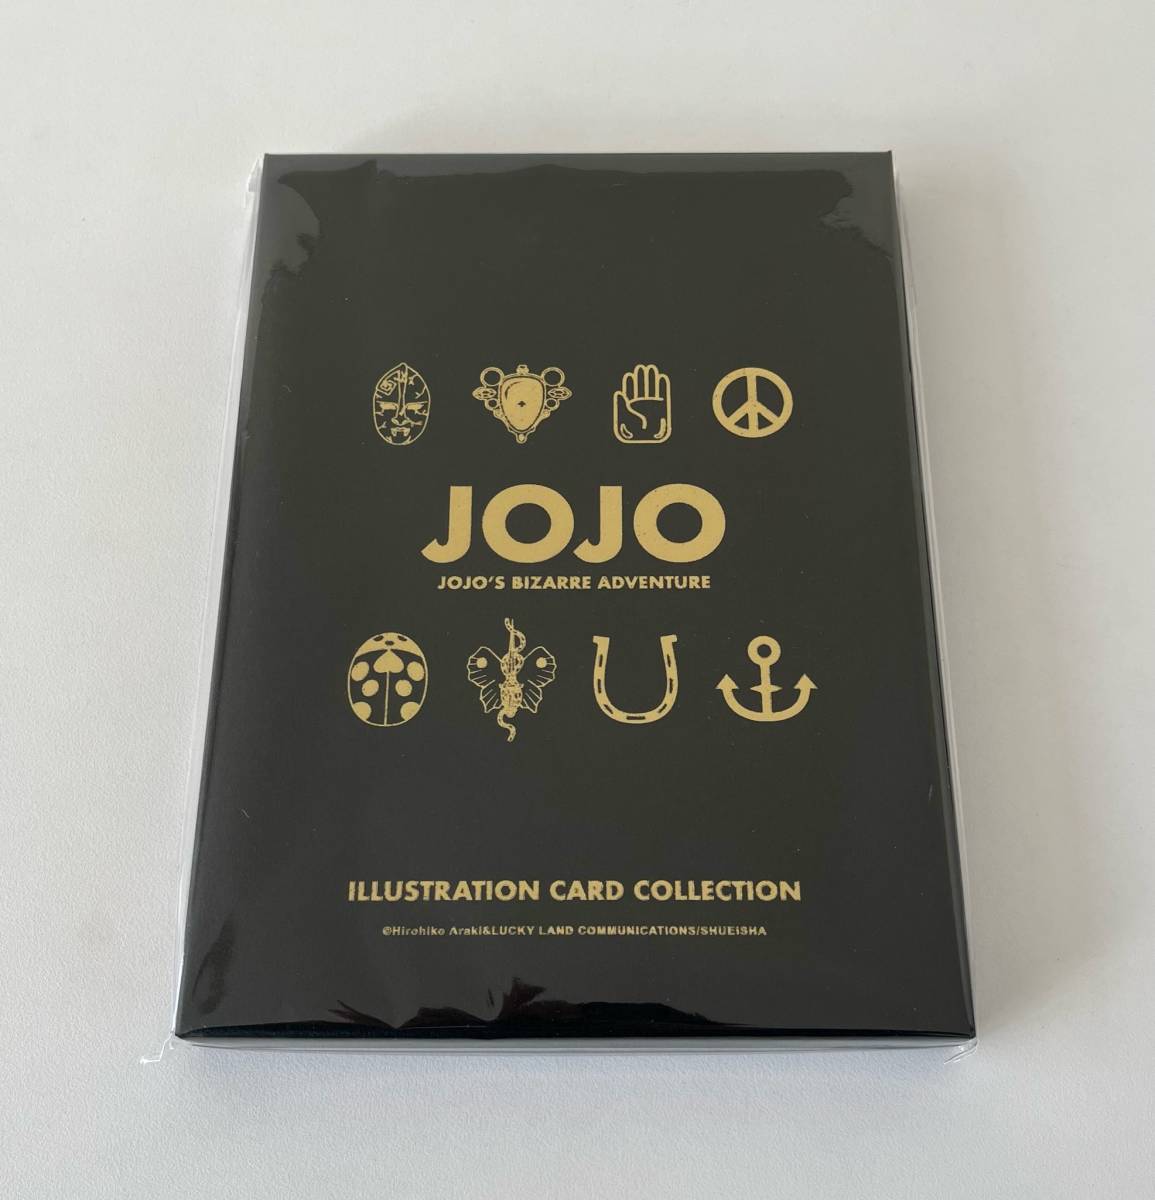 JOJO
JOJO'S BIZARRE ADVENTURE
ILLUSTRATION CARD COLLECTION
©Hirohiko Araki&LUCKY LAND COMMUNICATIONS/SHUEISHA